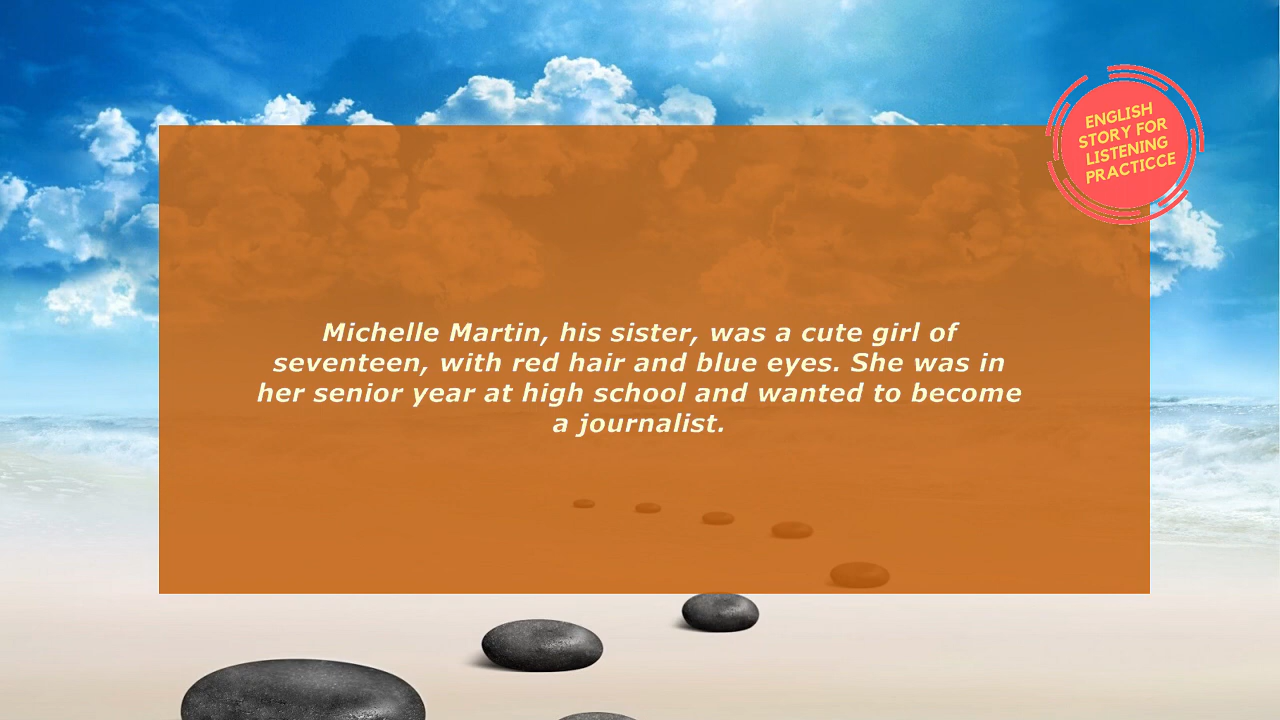 ENGLISH
STORY FOR
LISTENING
PRACTICCE
Michelle Martin, his sister, was a cute girl of
seventeen, with red hair and blue eyes. She was in
her senior year at high school and wanted to become
a journalist.